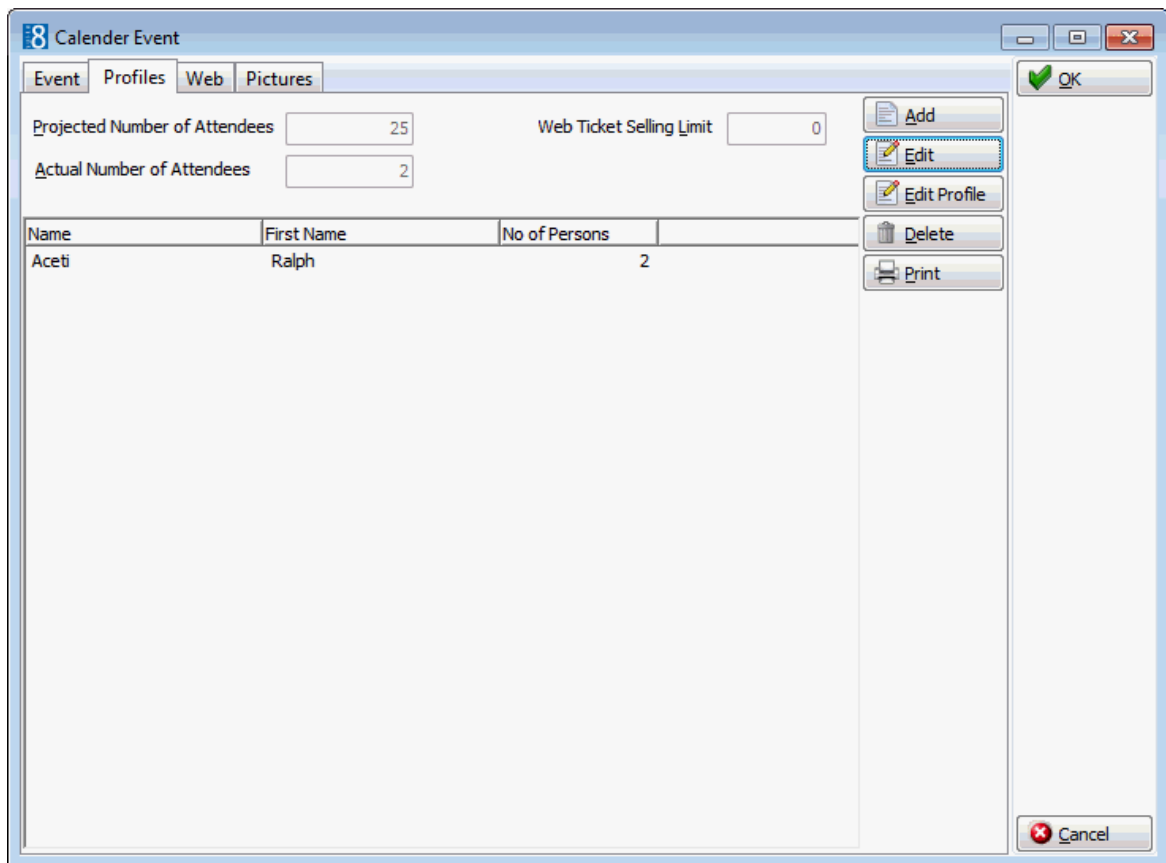 8 Calender Event
Event Profiles Web Pictures
OK
Projected Number of Attendees 25 Web Ticket Selling Limit 0
Actual Number of Attendees 2
Add
Edit
Edit Profile
Delete
Print
Name First Name No of Persons
Aceti Ralph 2
Cancel